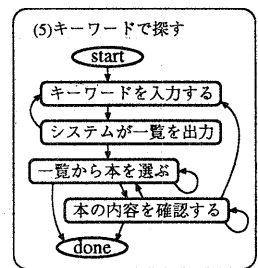 (5)キーワードで探す
start
キーワードを入力する
システムが一覧を出力
一覧から本を選ぶ
本の内容を確認する
done